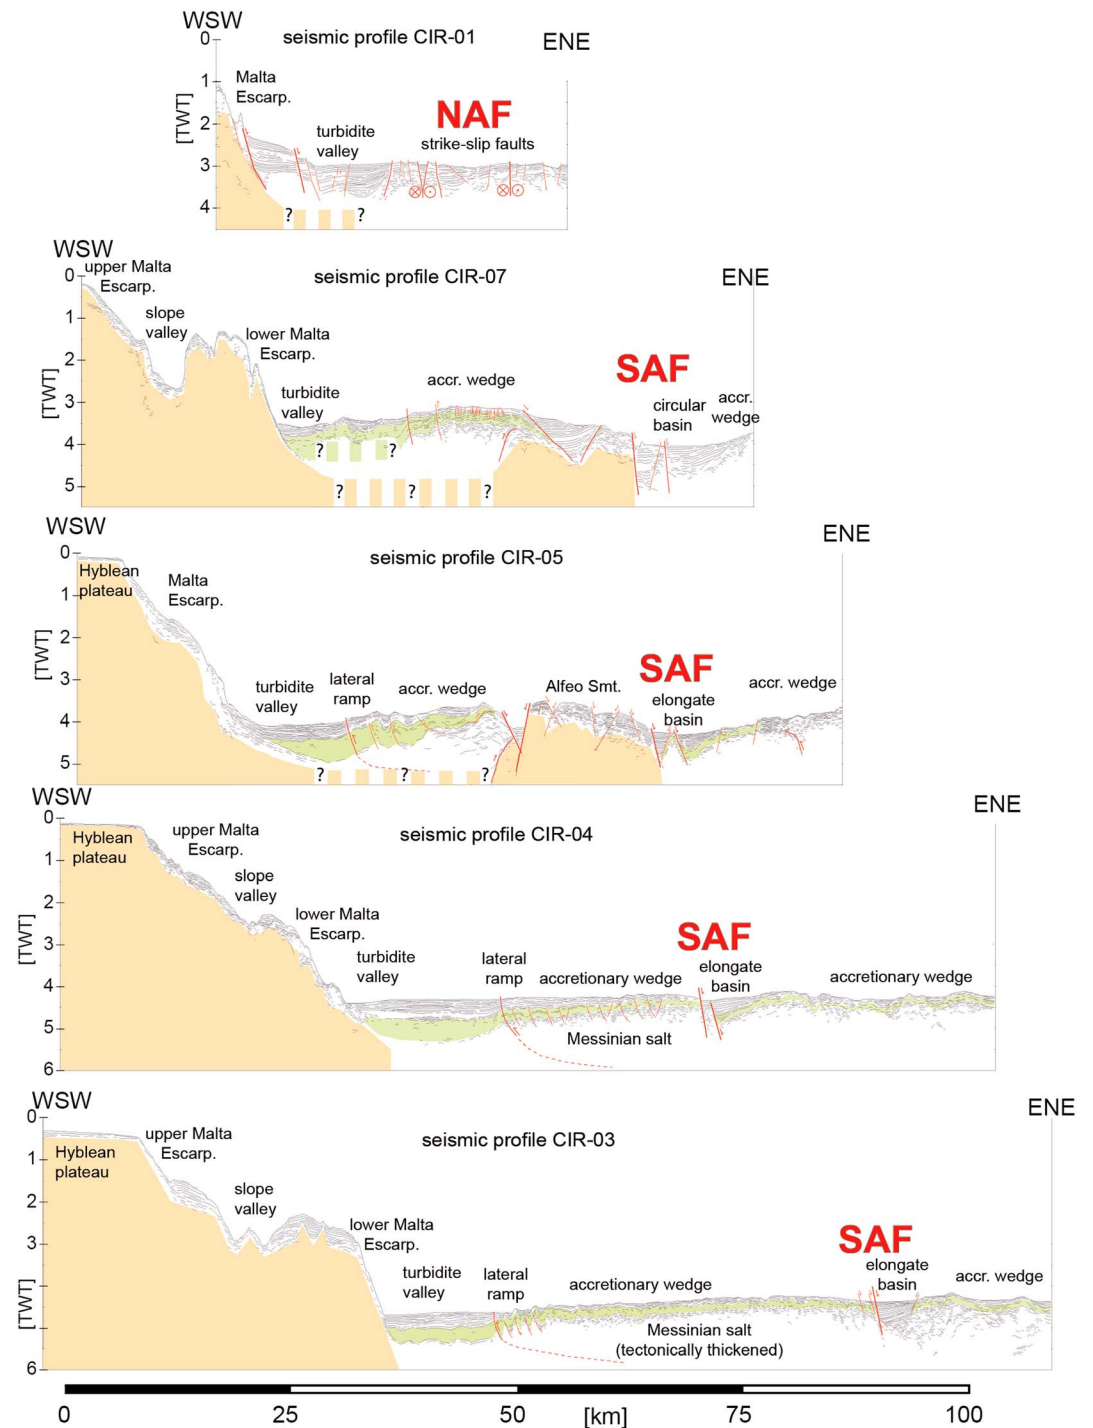 WSW
seismic profile CIR-01
ENE
0
1
2
3
4
[TWT]
Malta
Escarp.
turbidite
valley
NAF
strike-slip faults
? ?
WSW
seismic profile CIR-07
ENE
0
1
2
3
4
5
[TWT]
upper Malta
Escarp.
slope
valley
lower Malta
Escarp.
turbidite
valley
accr. wedge
SAF
circular
basin
accr.
wedge
? ?
? ? ?
WSW
seismic profile CIR-05
ENE
0
1
2
3
4
5
[TWT]
Hyblean
plateau
Malta
Escarp.
turbidite
valley
lateral
ramp
accr. wedge
Alfeo Smt.
SAF
elongate
basin
accr. wedge
? ? ?
WSW
seismic profile CIR-04
ENE
0
1
2
3
4
5
6
[TWT]
Hyblean
plateau
upper Malta
Escarp.
slope
valley
lower Malta
Escarp.
turbidite
valley
lateral
ramp
accretionary wedge
SAF
elongate
basin
accretionary wedge
Messinian salt
WSW
seismic profile CIR-03
ENE
0
1
2
3
6
[TWT]
Hyblean
plateau
upper Malta
Escarp.
slope
valley
lower Malta
Escarp.
turbidite
valley
lateral
ramp
accretionary wedge
SAF
elongate
basin
accr. wedge
Messinian salt
(tectonically thickened)
0 25 50 [km] 75 100